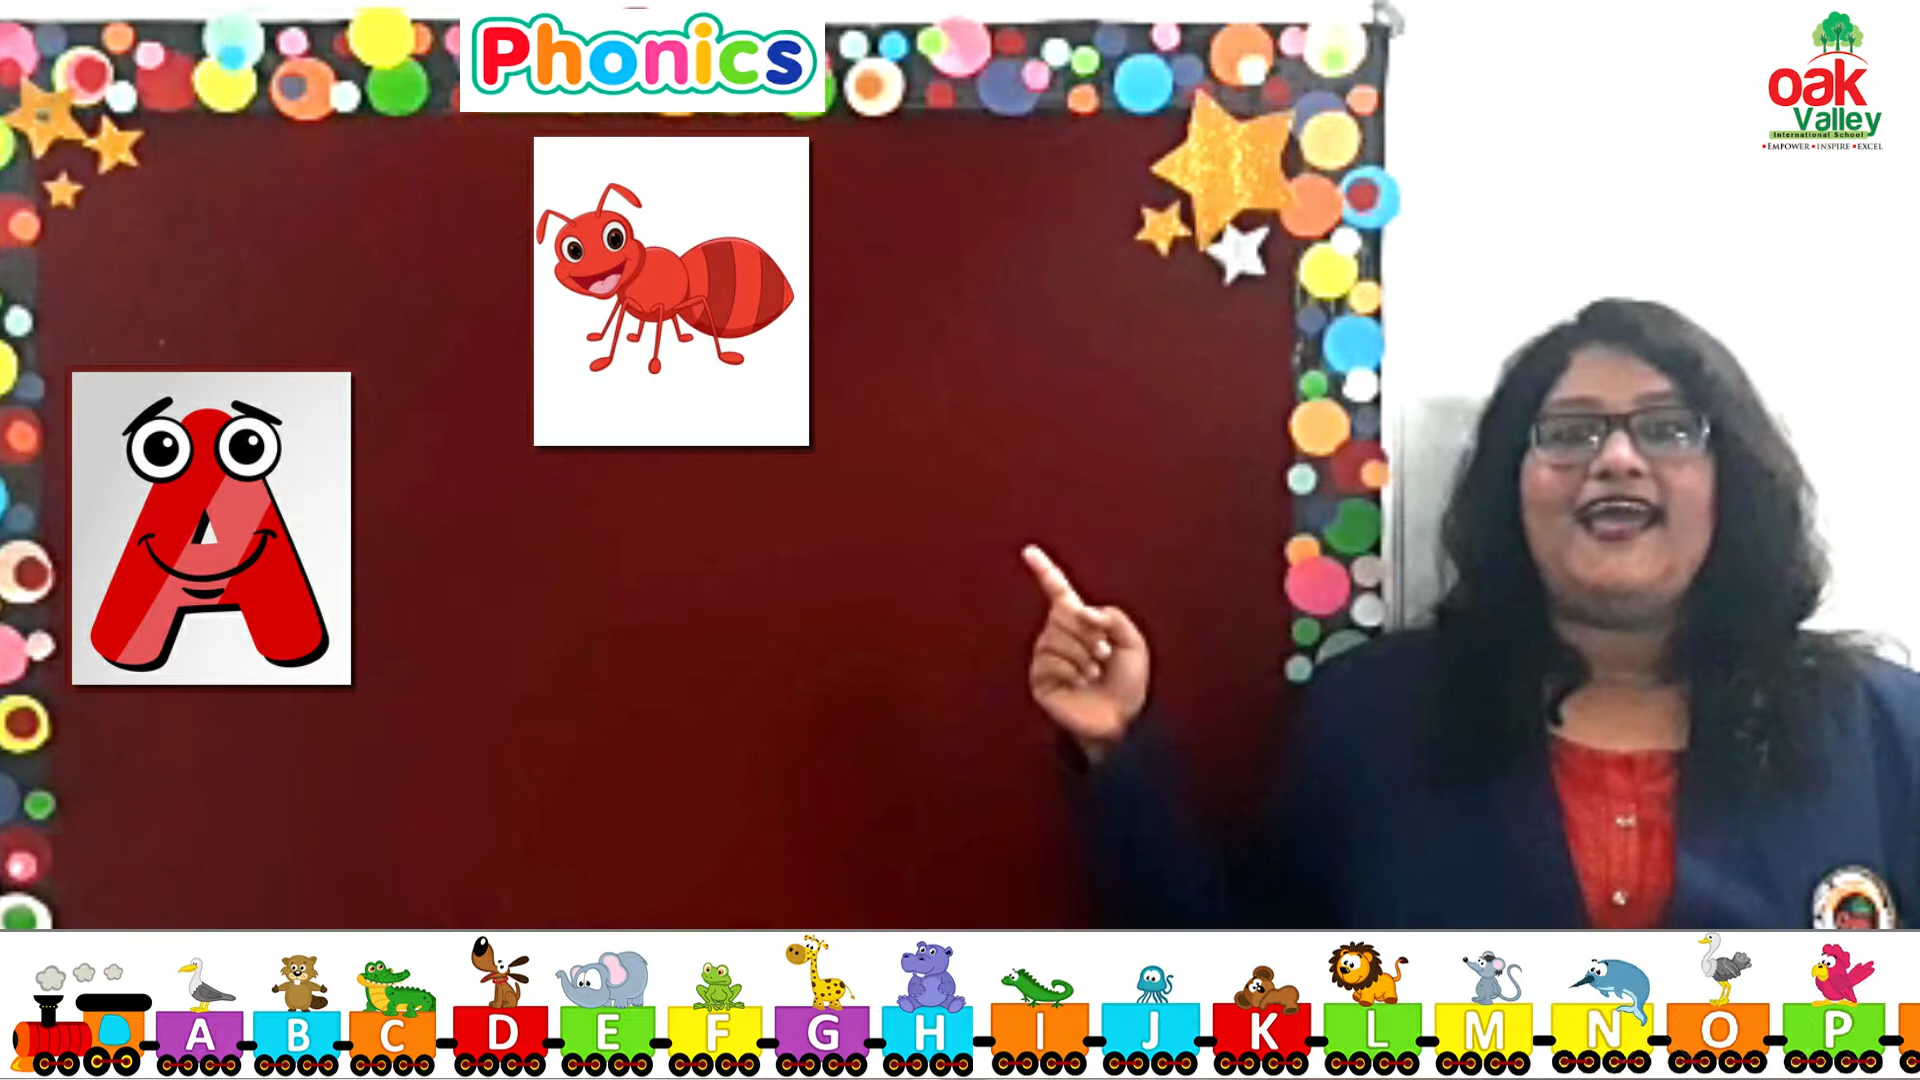 Phonics
oak
Valley
International School
▪EMPOWER ▪INSPIRE ▪EXCEL
A
A B C D E F G H I J K L M N O P